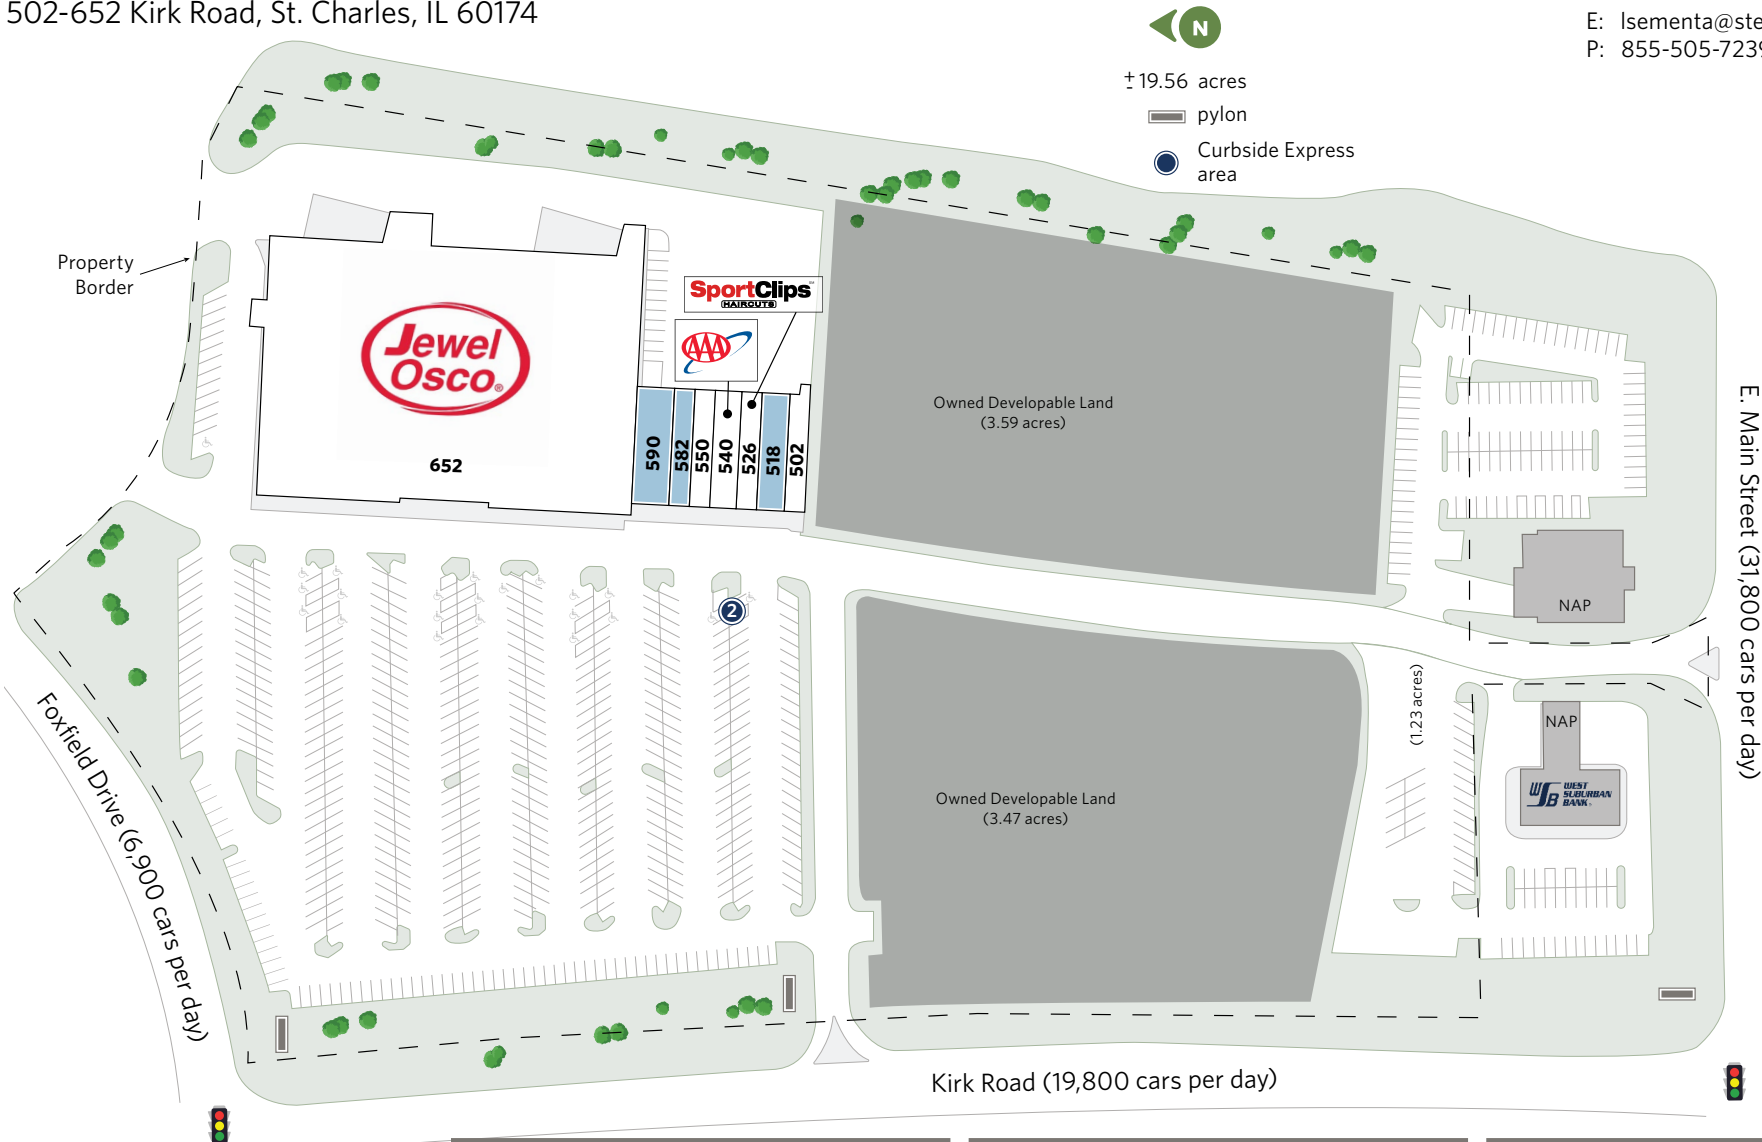 502-652 Kirk Road, St. Charles, IL 60174
N
E: lsementa@ste
P: 855-505-7239
± 19.56 acres
pylon
Curbside Express
area
Property
Border
SportClips
HAIRCUTS
AAA
Jewel
Osco®
652
590
582
550
540
526
518
502
Owned Developable Land
(3.59 acres)
E. Main Street (31,800 cars per day)
NAP
2
(1.23 acres)
NAP
WSB WEST
SUBURBAN
BANK
Owned Developable Land
(3.47 acres)
Foxfield Drive (6,900 cars per day)
Kirk Road (19,800 cars per day)